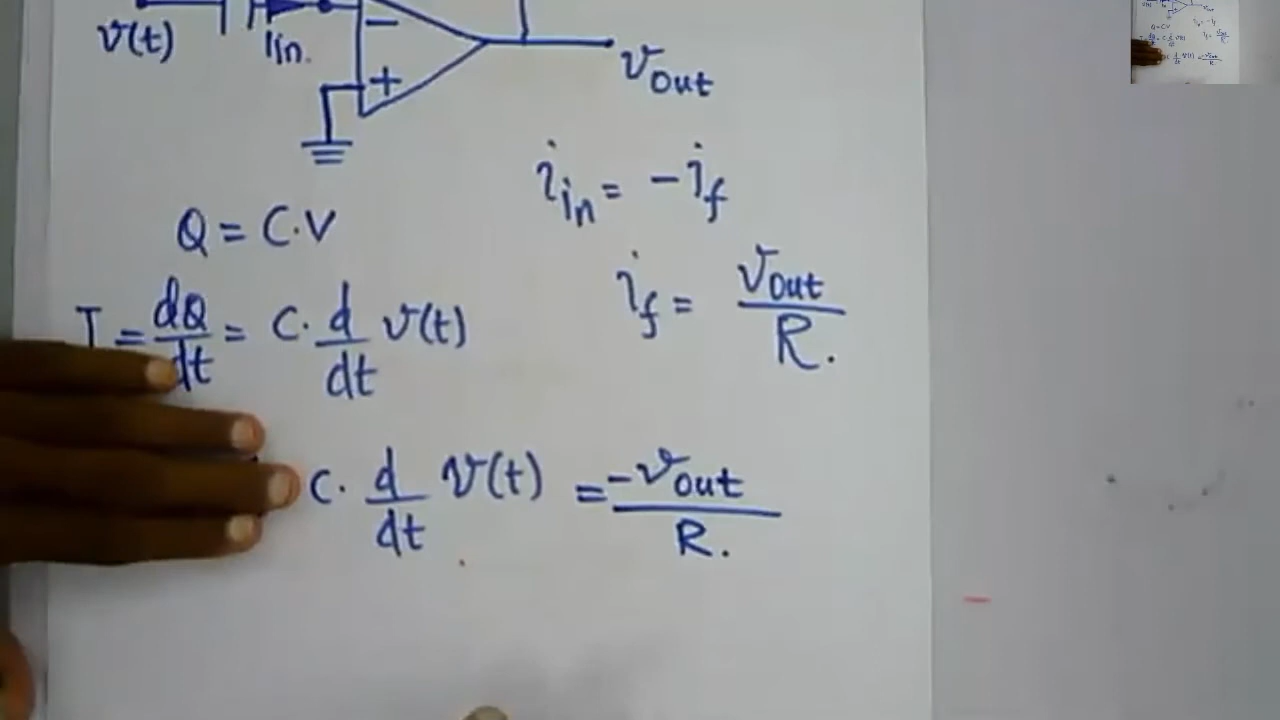 v(t) Iin.
−
+
Vout
iin = −if
Q = C.V
if = Vout / R.
I = dQ/dt = C. d/dt v(t)
C. d/dt v(t) = −Vout / R.